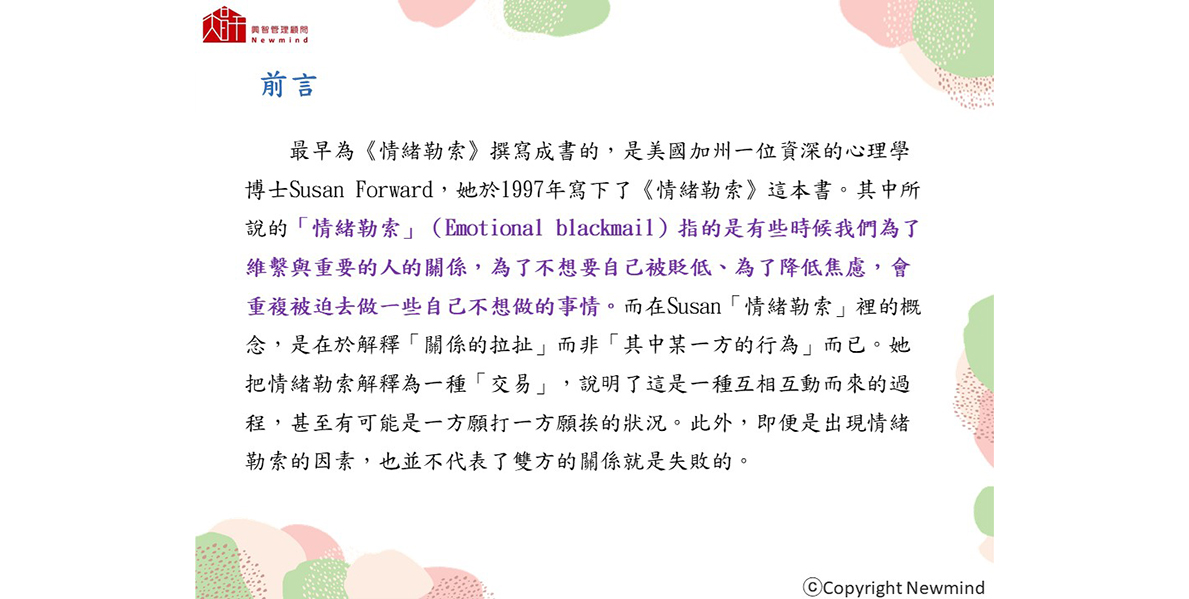 興智管理顧問
Newmind
前言
最早為《情緒勒索》撰寫成書的，是美國加州一位資深的心理學
博士Susan Forward，她於1997年寫下了《情緒勒索》這本書。其中所
說的「情緒勒索」（Emotional blackmail）指的是有些時候我們為了
維繫與重要的人的關係，為了不想要自己被貶低、為了降低焦慮，會
重複被迫去做一些自己不想做的事情。而在Susan「情緒勒索」裡的概
念，是在於解釋「關係的拉扯」而非「其中某一方的行為」而已。她
把情緒勒索解釋為一種「交易」，說明了這是一種互相互動而來的過
程，甚至有可能是一方願打一方願挨的狀況。此外，即便是出現情緒
勒索的因素，也並不代表了雙方的關係就是失敗的。
ⓒCopyright Newmind